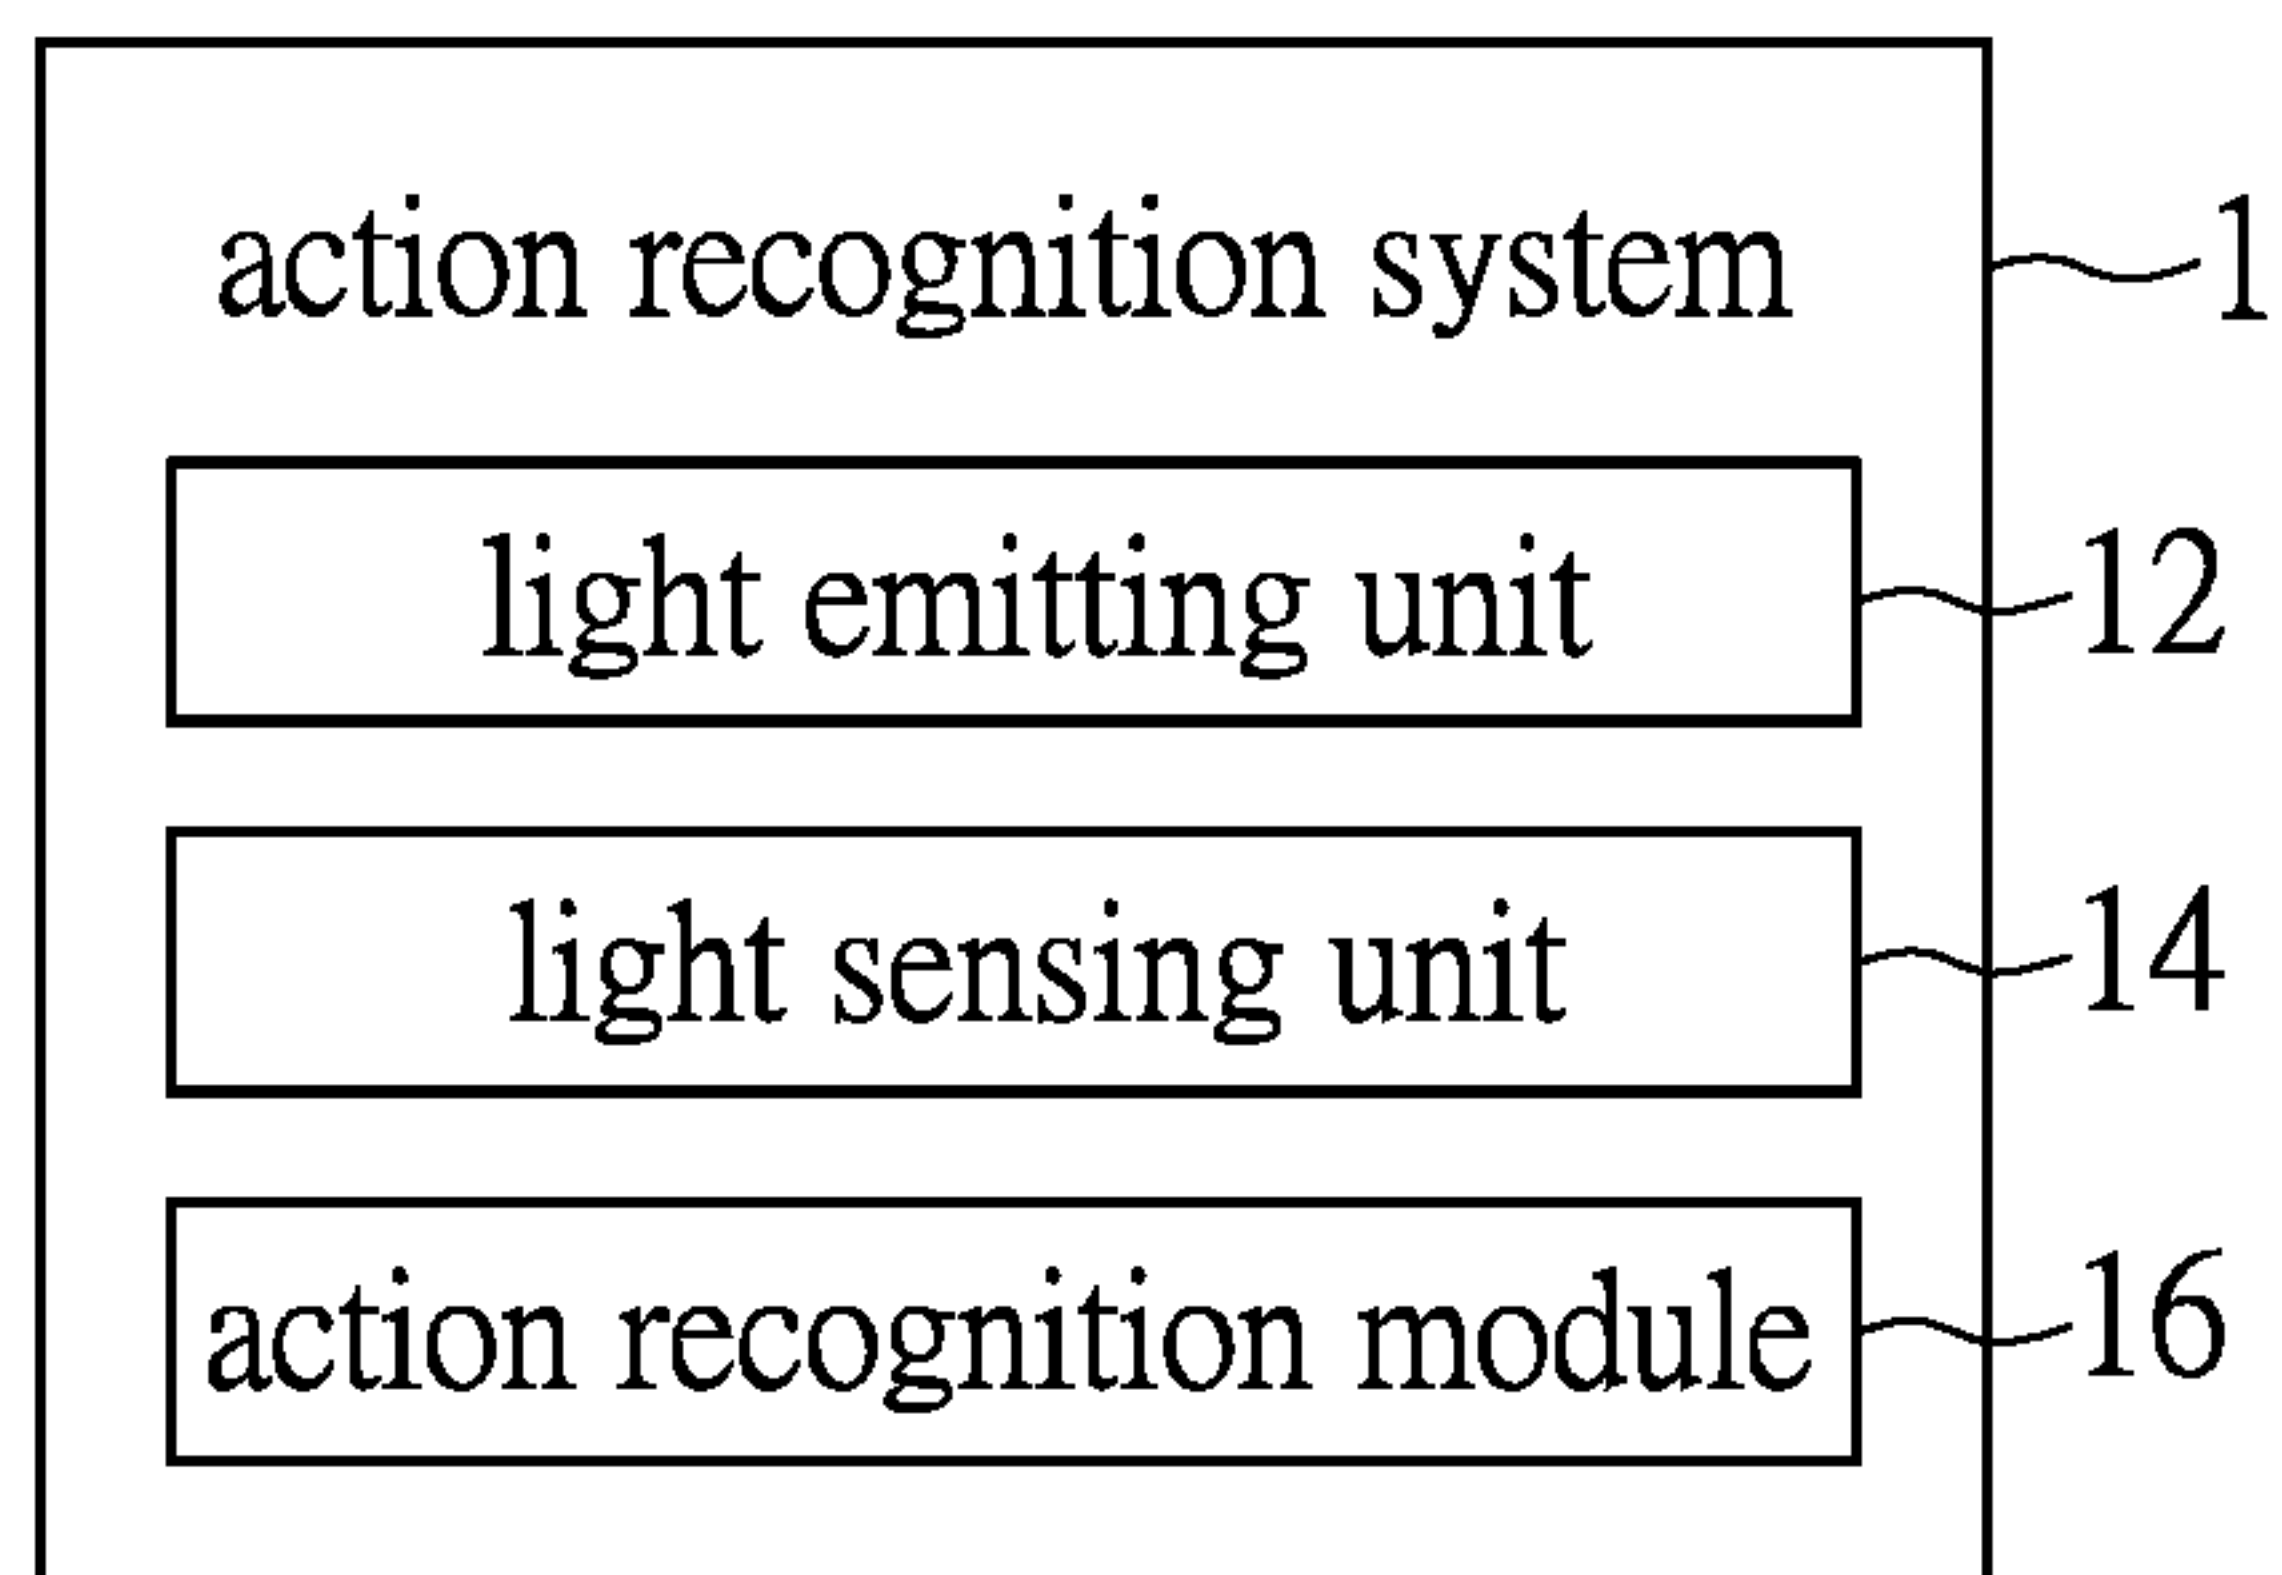 action recognition system 1
light emitting unit 12
light sensing unit 14
action recognition module 16